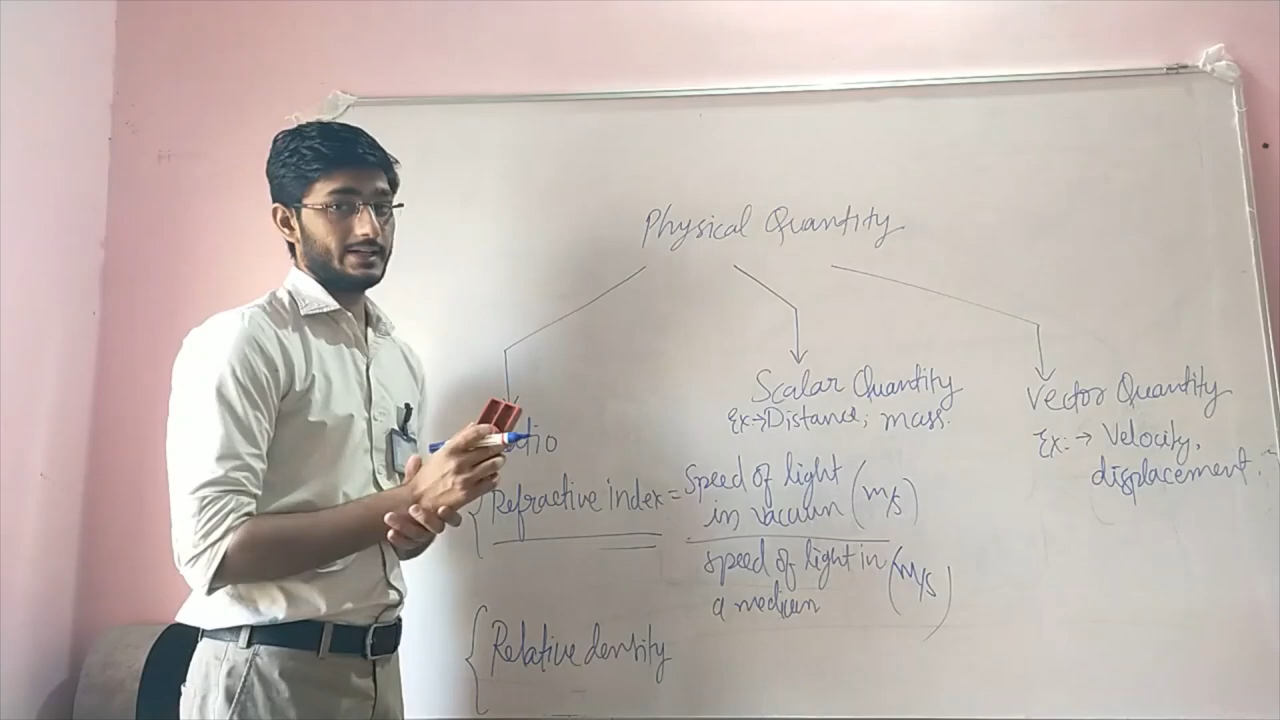 Physical Quantity
Scalar Quantity
Ex:→Distance, mass.
Vector Quantity
Ex:→ Velocity,
displacement.
Refractive index = Speed of light
in vacuum (m/s)
speed of light in
a medium (m/s)
Relative density